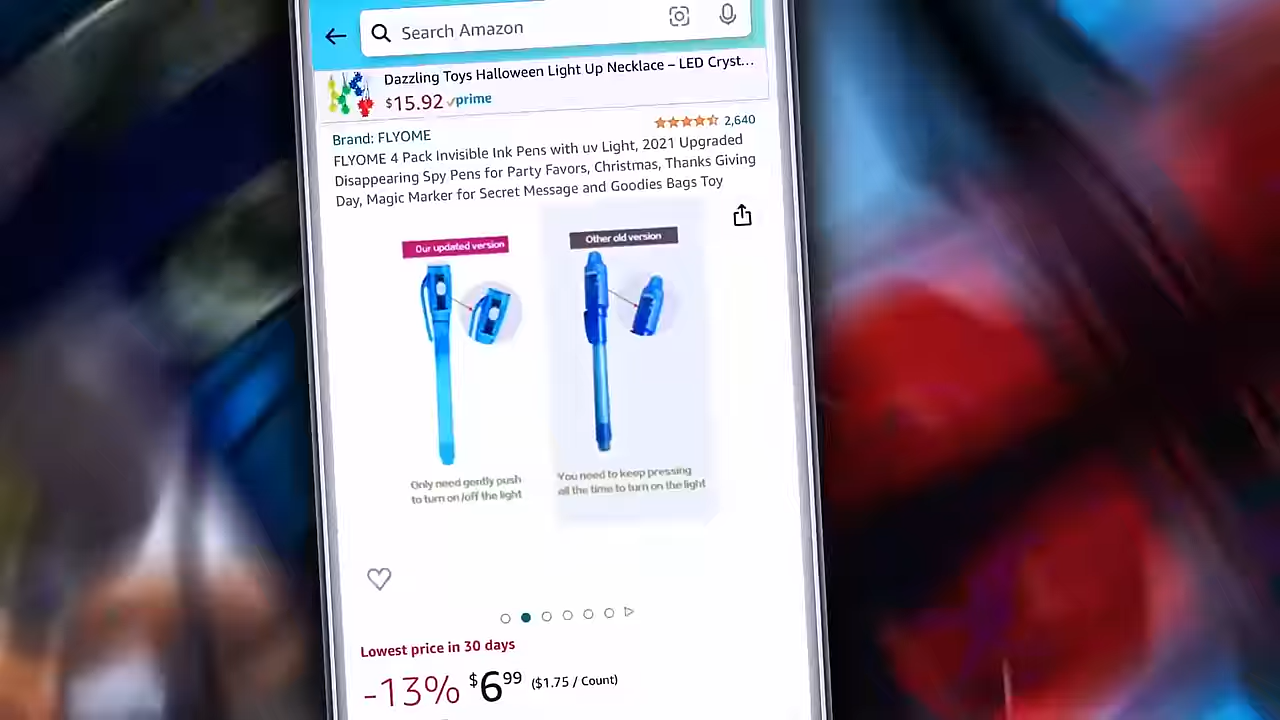 Search Amazon
Dazzling Toys Halloween Light Up Necklace – LED Cryst...
$15.92 ✓prime
Brand: FLYOME
2,640
FLYOME 4 Pack Invisible Ink Pens with uv Light, 2021 Upgraded
Disappearing Spy Pens for Party Favors, Christmas, Thanks Giving
Day, Magic Marker for Secret Message and Goodies Bags Toy
Our updated version
Other old version
Only need gently push
to turn on/off the light
You need to keep pressing
all the time to turn on the light
Lowest price in 30 days
-13% $6.99 ($1.75 / Count)